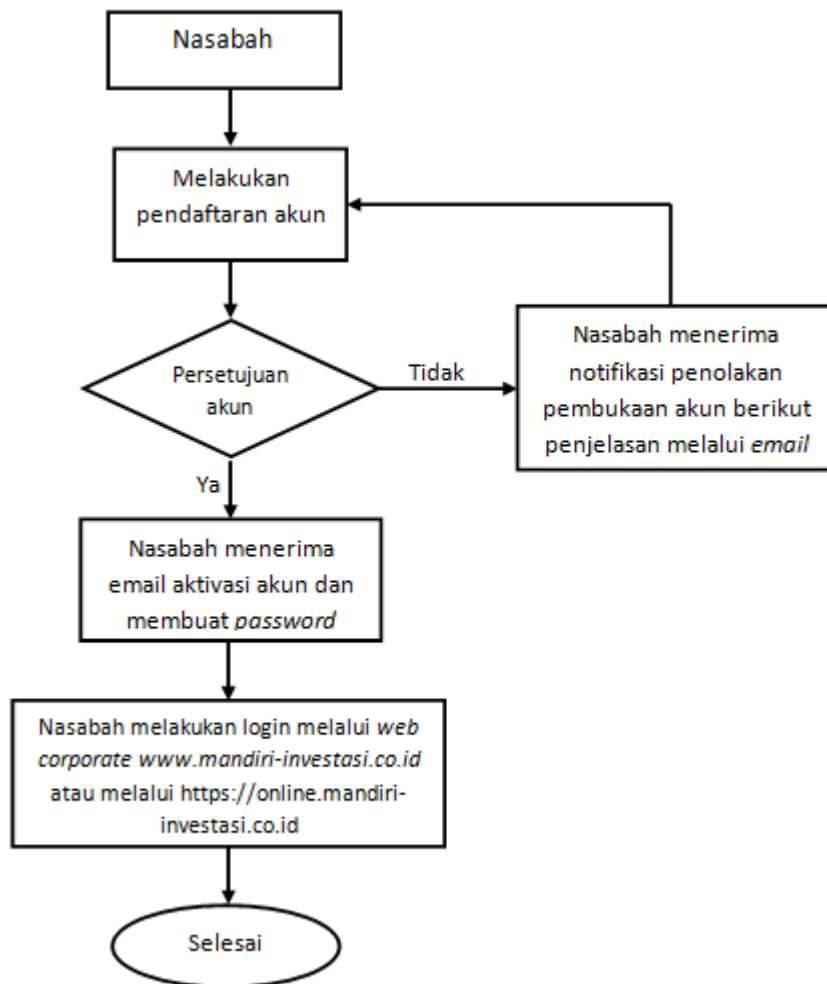 Nasabah
Melakukan
pendaftaran akun
Persetujuan
akun
Tidak
Nasabah menerima
notifikasi penolakan
pembukaan akun berikut
penjelasan melalui email
Ya
Nasabah menerima
email aktivasi akun dan
membuat password
Nasabah melakukan login melalui web
corporate www.mandiri-investasi.co.id
atau melalui https://online.mandiri-
investasi.co.id
Selesai